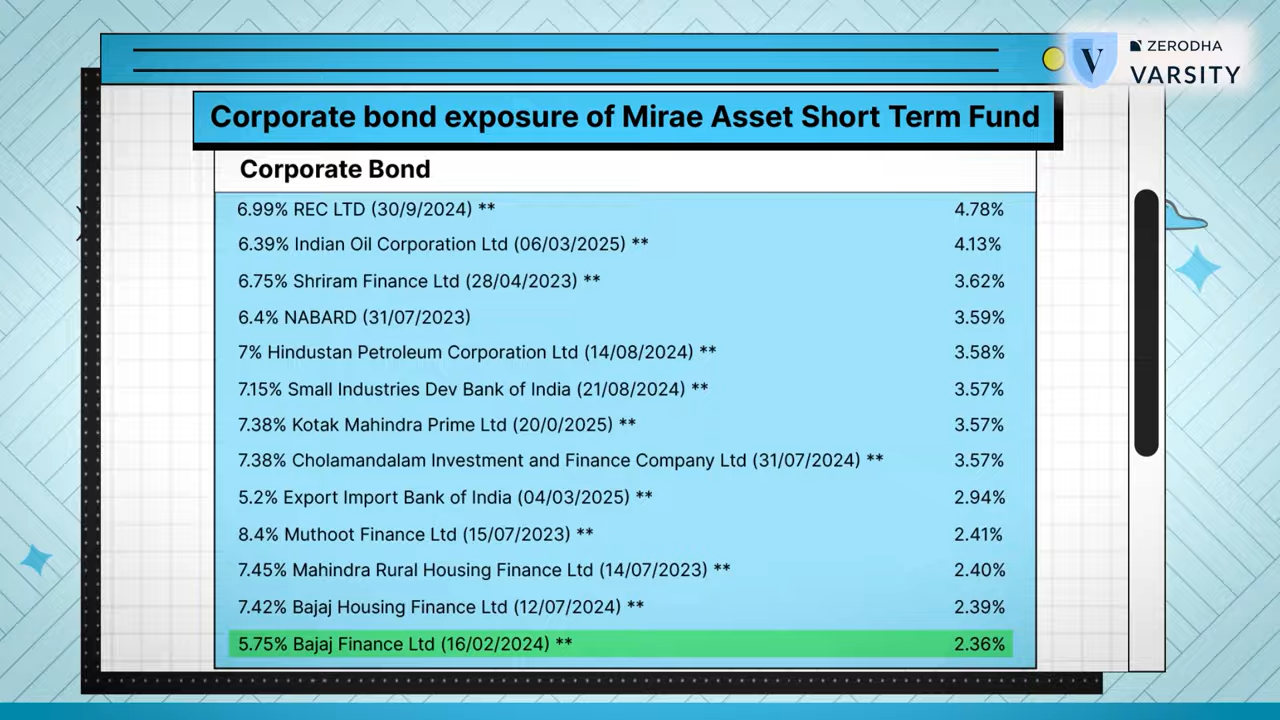 V ZERODHA
VARSITY
Corporate bond exposure of Mirae Asset Short Term Fund
Corporate Bond
6.99% REC LTD (30/9/2024) ** 4.78%
6.39% Indian Oil Corporation Ltd (06/03/2025) ** 4.13%
6.75% Shriram Finance Ltd (28/04/2023) ** 3.62%
6.4% NABARD (31/07/2023) 3.59%
7% Hindustan Petroleum Corporation Ltd (14/08/2024) ** 3.58%
7.15% Small Industries Dev Bank of India (21/08/2024) ** 3.57%
7.38% Kotak Mahindra Prime Ltd (20/0/2025) ** 3.57%
7.38% Cholamandalam Investment and Finance Company Ltd (31/07/2024) ** 3.57%
5.2% Export Import Bank of India (04/03/2025) ** 2.94%
8.4% Muthoot Finance Ltd (15/07/2023) ** 2.41%
7.45% Mahindra Rural Housing Finance Ltd (14/07/2023) ** 2.40%
7.42% Bajaj Housing Finance Ltd (12/07/2024) ** 2.39%
5.75% Bajaj Finance Ltd (16/02/2024) ** 2.36%